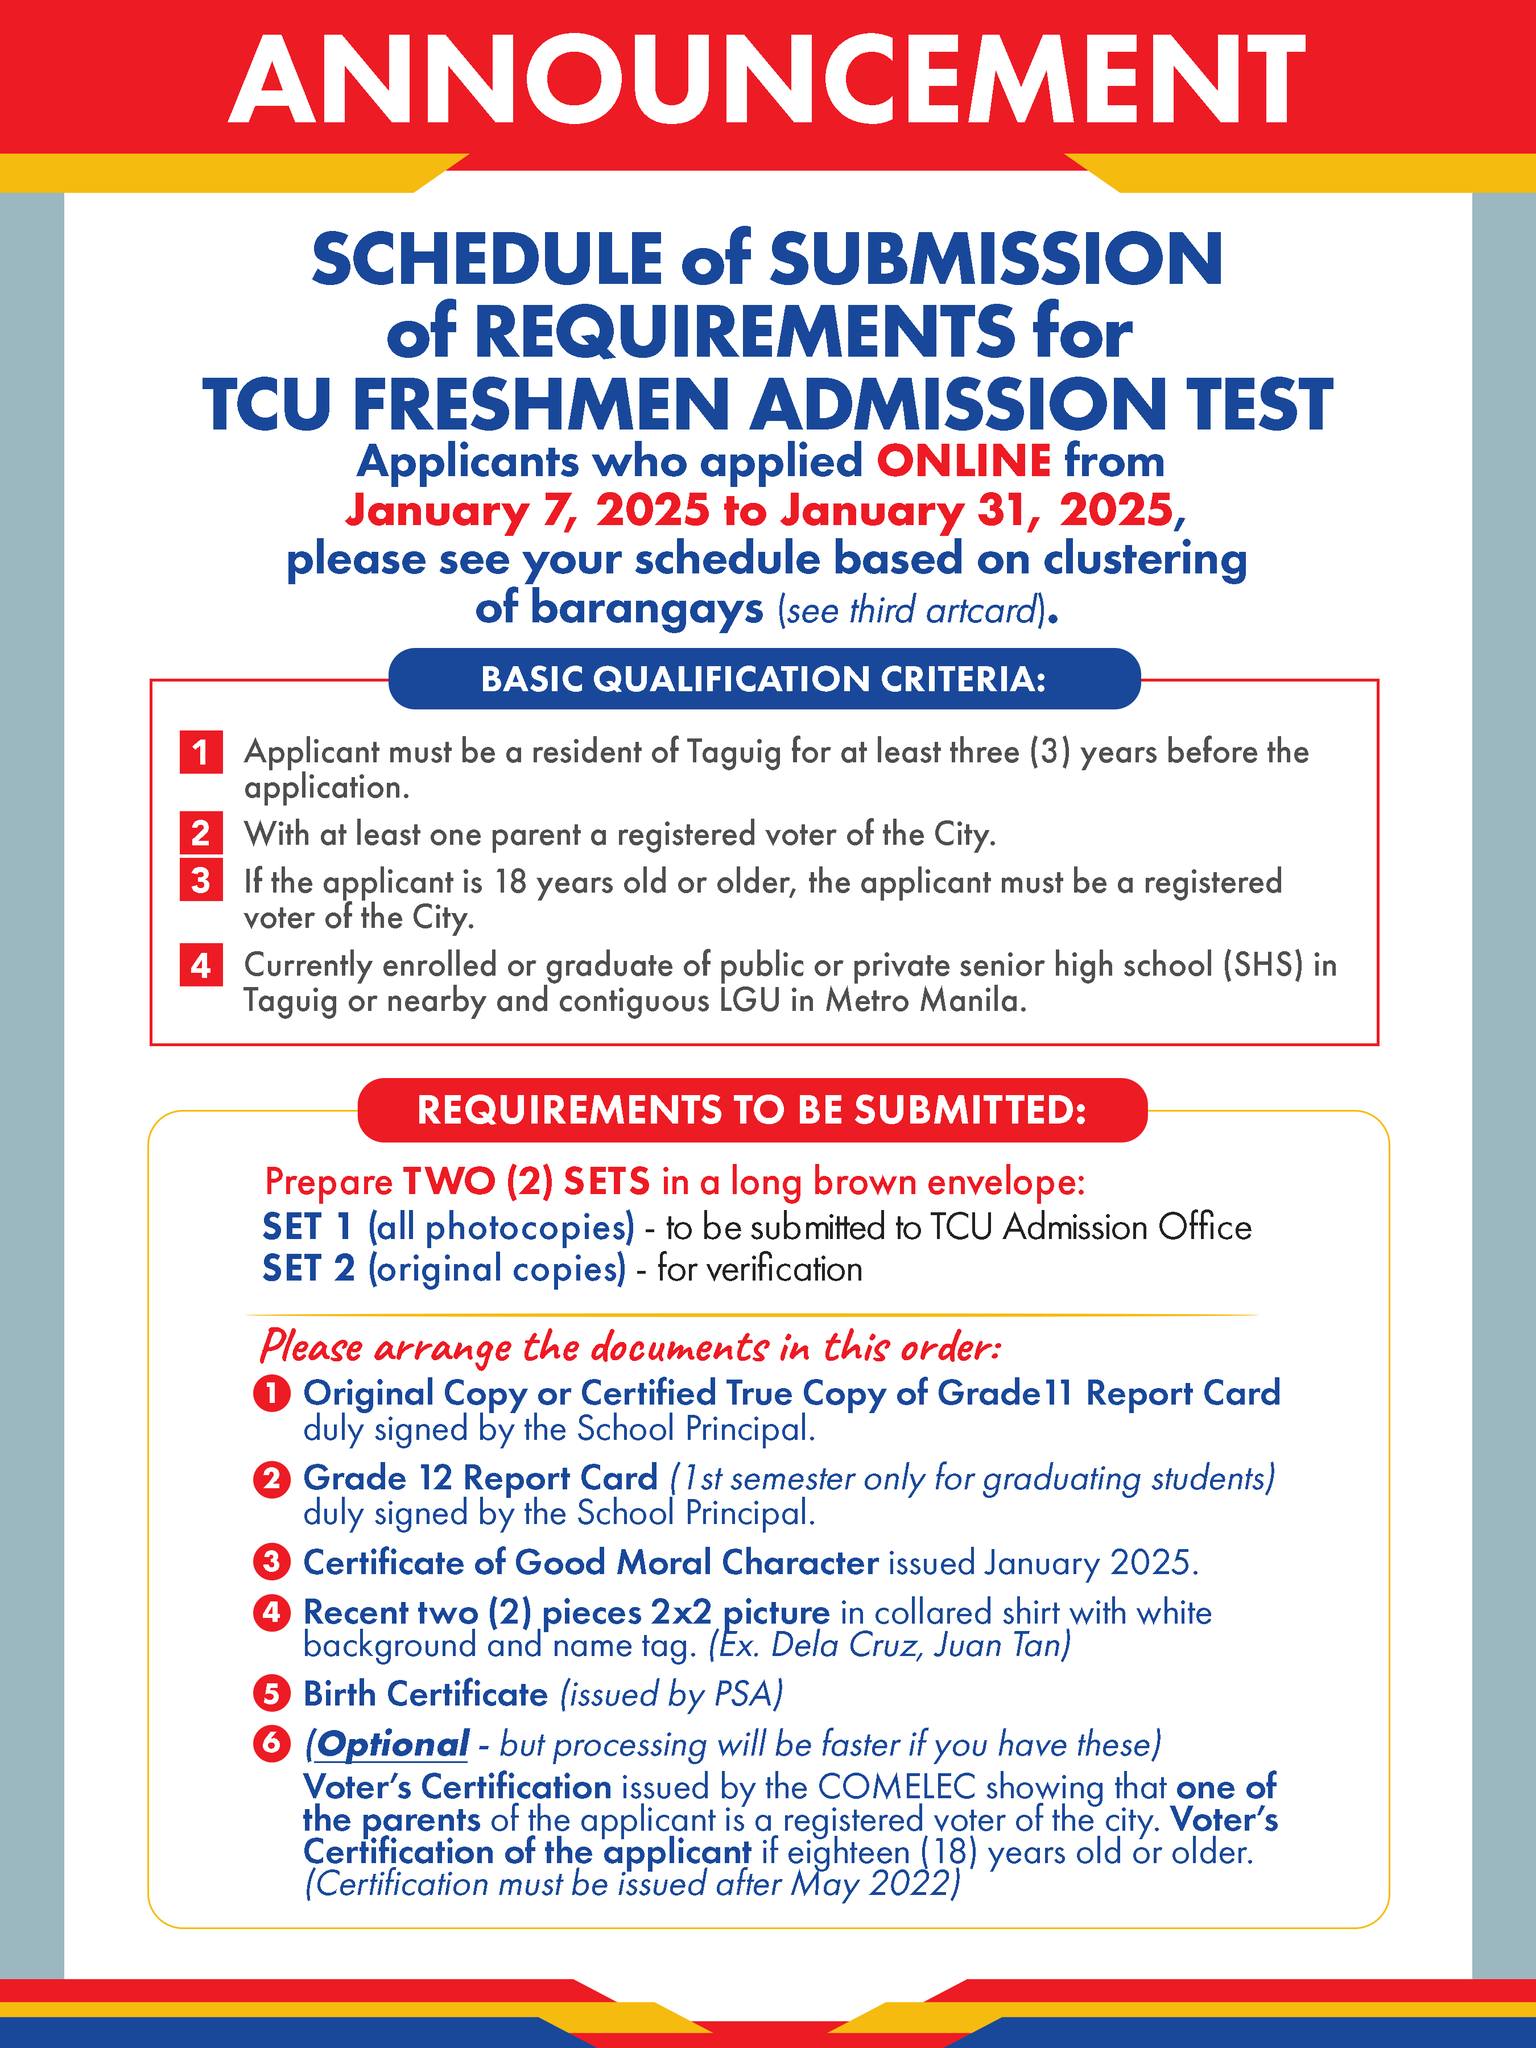 ANNOUNCEMENT
SCHEDULE of SUBMISSION
of REQUIREMENTS for
TCU FRESHMEN ADMISSION TEST
Applicants who applied ONLINE from
January 7, 2025 to January 31, 2025,
please see your schedule based on clustering
of barangays (see third artcard).
BASIC QUALIFICATION CRITERIA:
1 Applicant must be a resident of Taguig for at least three (3) years before the
application.
2 With at least one parent a registered voter of the City.
3 If the applicant is 18 years old or older, the applicant must be a registered
voter of the City.
4 Currently enrolled or graduate of public or private senior high school (SHS) in
Taguig or nearby and contiguous LGU in Metro Manila.
REQUIREMENTS TO BE SUBMITTED:
Prepare TWO (2) SETS in a long brown envelope:
SET 1 (all photocopies) - to be submitted to TCU Admission Office
SET 2 (original copies) - for verification
Please arrange the documents in this order:
1 Original Copy or Certified True Copy of Grade11 Report Card
duly signed by the School Principal.
2 Grade 12 Report Card (1st semester only for graduating students)
duly signed by the School Principal.
3 Certificate of Good Moral Character issued January 2025.
4 Recent two (2) pieces 2x2 picture in collared shirt with white
background and name tag. (Ex. Dela Cruz, Juan Tan)
5 Birth Certificate (issued by PSA)
6 (Optional - but processing will be faster if you have these)
Voter's Certification issued by the COMELEC showing that one of
the parents of the applicant is a registered voter of the city. Voter's
Certification of the applicant if eighteen (18) years old or older.
(Certification must be issued after May 2022)